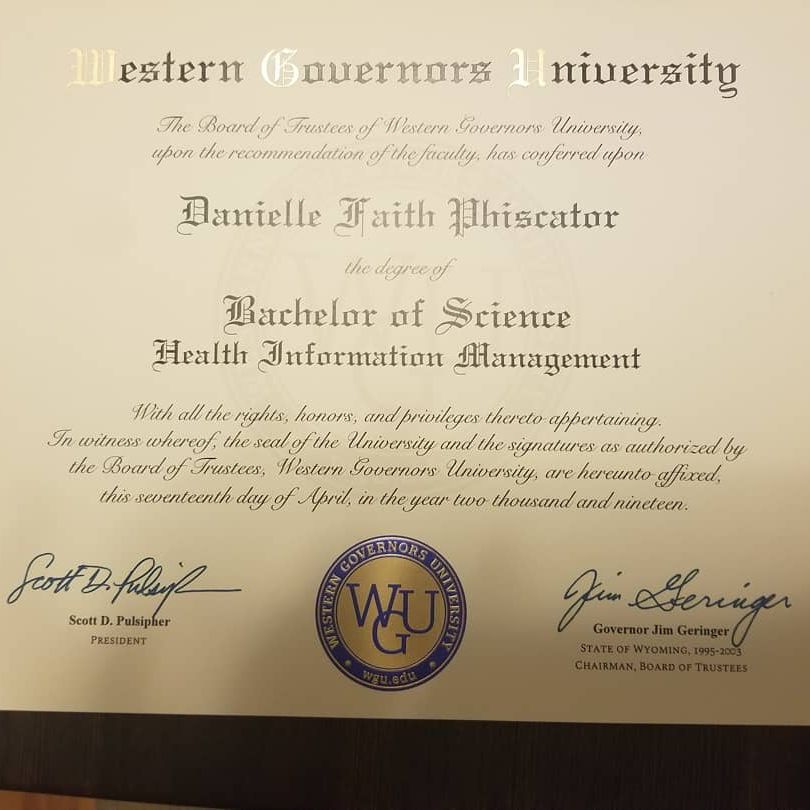 Western Governors University
The Board of Trustees of Western Governors University,
upon the recommendation of the faculty, has conferred upon
Danielle Faith Phiscator
the degree of
Bachelor of Science
Health Information Management
With all the rights, honors, and privileges thereto appertaining.
In witness whereof, the seal of the University and the signatures as authorized by
the Board of Trustees, Western Governors University, are hereunto affixed,
this seventeenth day of April, in the year two thousand and nineteen.
Scott D. Pulsipher
Scott D. Pulsipher
PRESIDENT
WESTERN GOVERNORS UNIVERSITY
WGU
wgu.edu
Jim Geringer
Governor Jim Geringer
STATE OF WYOMING, 1995-2003
CHAIRMAN, BOARD OF TRUSTEES